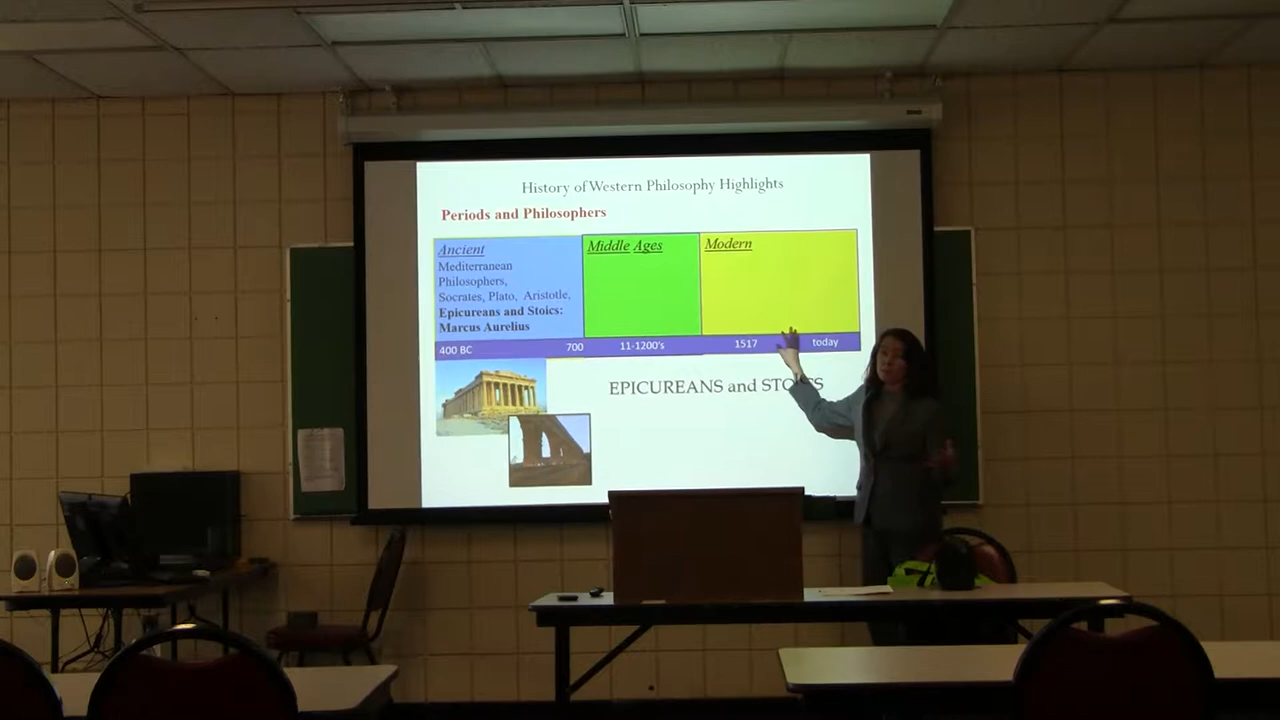 History of Western Philosophy Highlights
Periods and Philosophers
Ancient
Mediterranean
Philosophers,
Socrates, Plato, Aristotle,
Epicureans and Stoics:
Marcus Aurelius
Middle Ages
Modern
400 BC 700 11-1200's 1517 today
EPICUREANS and STOICS